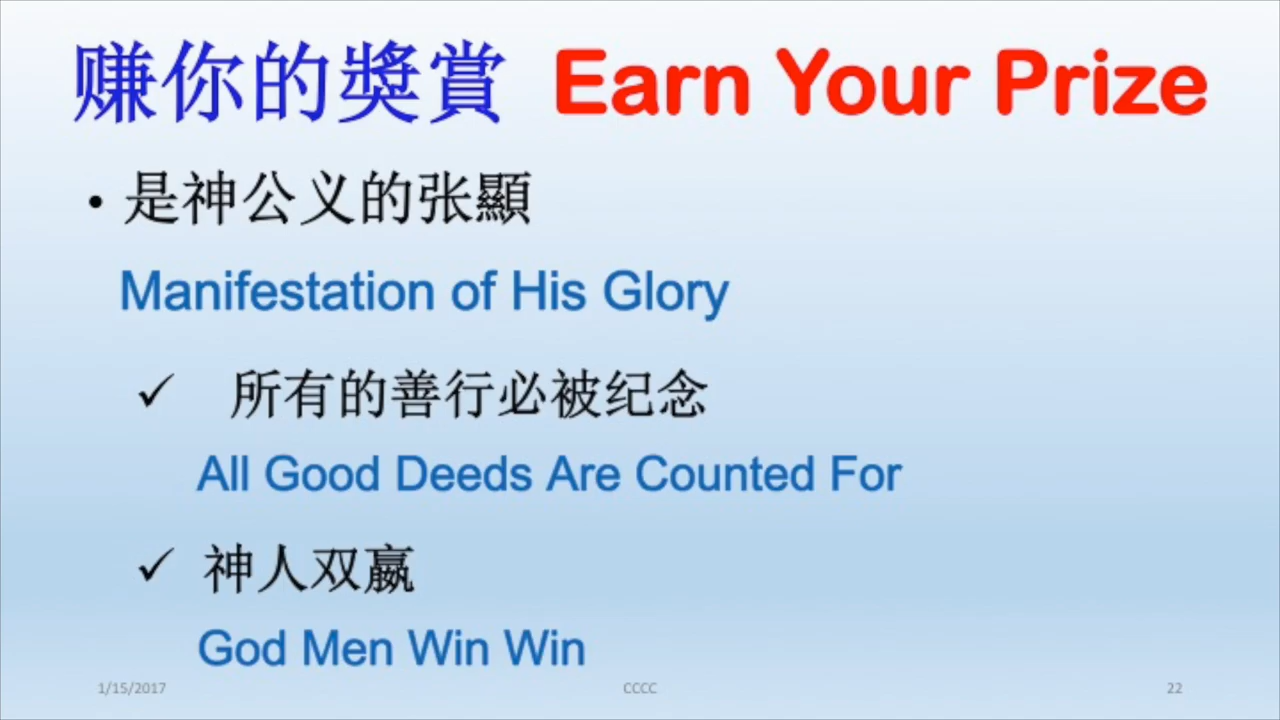 赚你的獎賞 Earn Your Prize
• 是神公义的张顯
Manifestation of His Glory
✓ 所有的善行必被纪念
All Good Deeds Are Counted For
✓ 神人双嬴
God Men Win Win
1/15/2017 CCCC 22